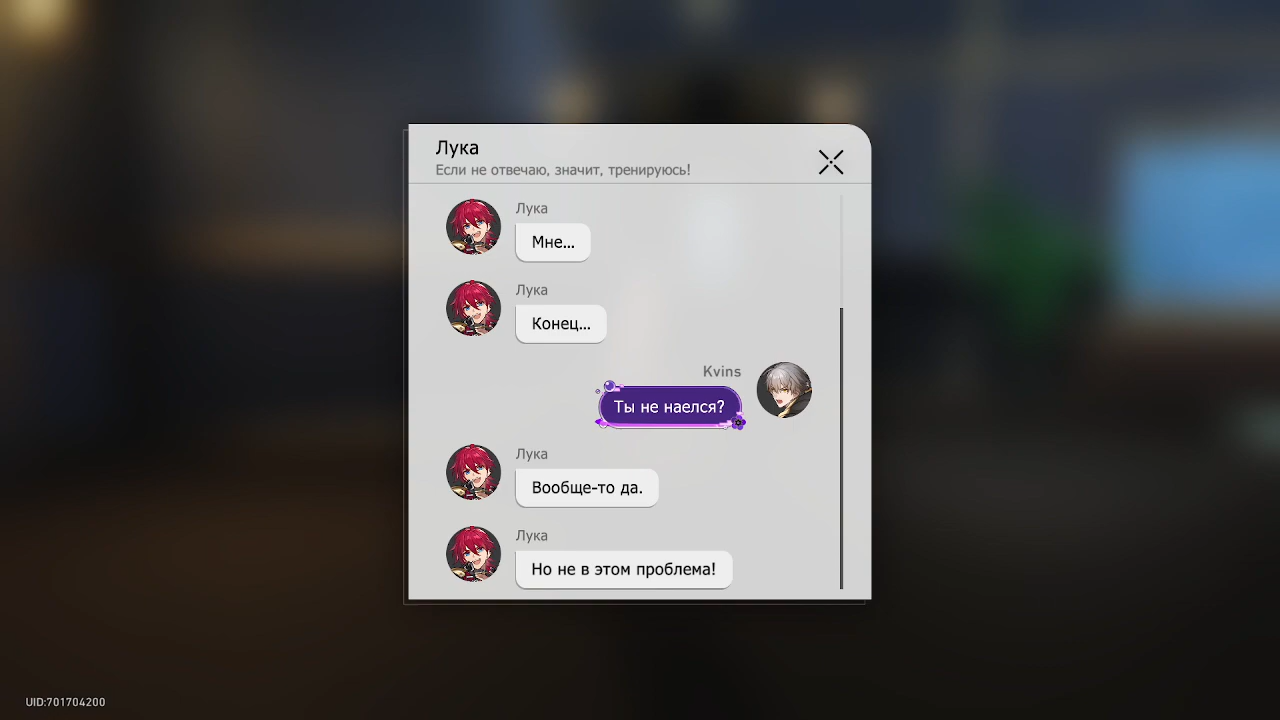 Лука
Если не отвечаю, значит, тренируюсь!
Лука
Мне...
Лука
Конец...
Kvins
Ты не наелся?
Лука
Вообще-то да.
Лука
Но не в этом проблема!
UID:701704200